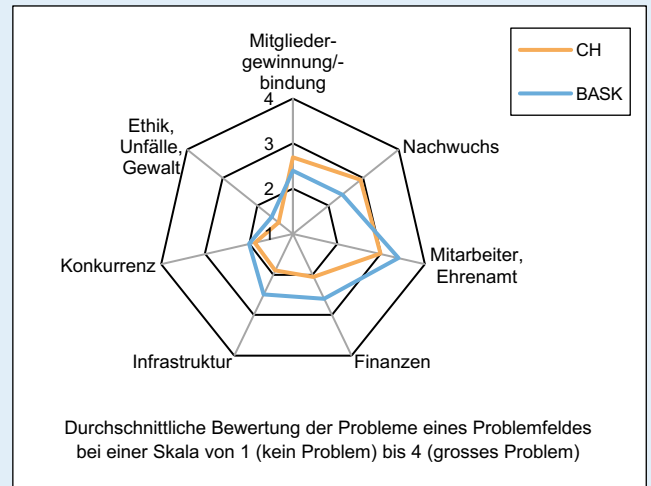 Mitglieder-
gewinnung/-
bindung
CH
BASK
4
3
2
1
Ethik,
Unfälle,
Gewalt
Nachwuchs
Konkurrenz
Mitarbeiter,
Ehrenamt
Infrastruktur
Finanzen
Durchschnittliche Bewertung der Probleme eines Problemfeldes
bei einer Skala von 1 (kein Problem) bis 4 (grosses Problem)